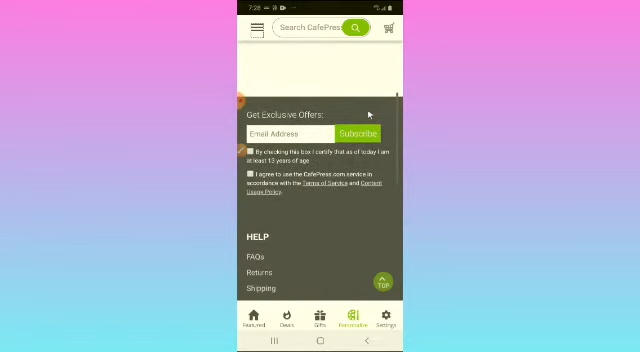 7:28
Search CafePress
Get Exclusive Offers:
Email Address
Subscribe
By checking this box I certify that as of today I am
at least 13 years of age
I agree to use the CafePress.com service in
accordance with the Terms of Service and Content
Usage Policy.
HELP
FAQs
Returns
Shipping
TOP
Featured Deals Gifts Personalize Settings